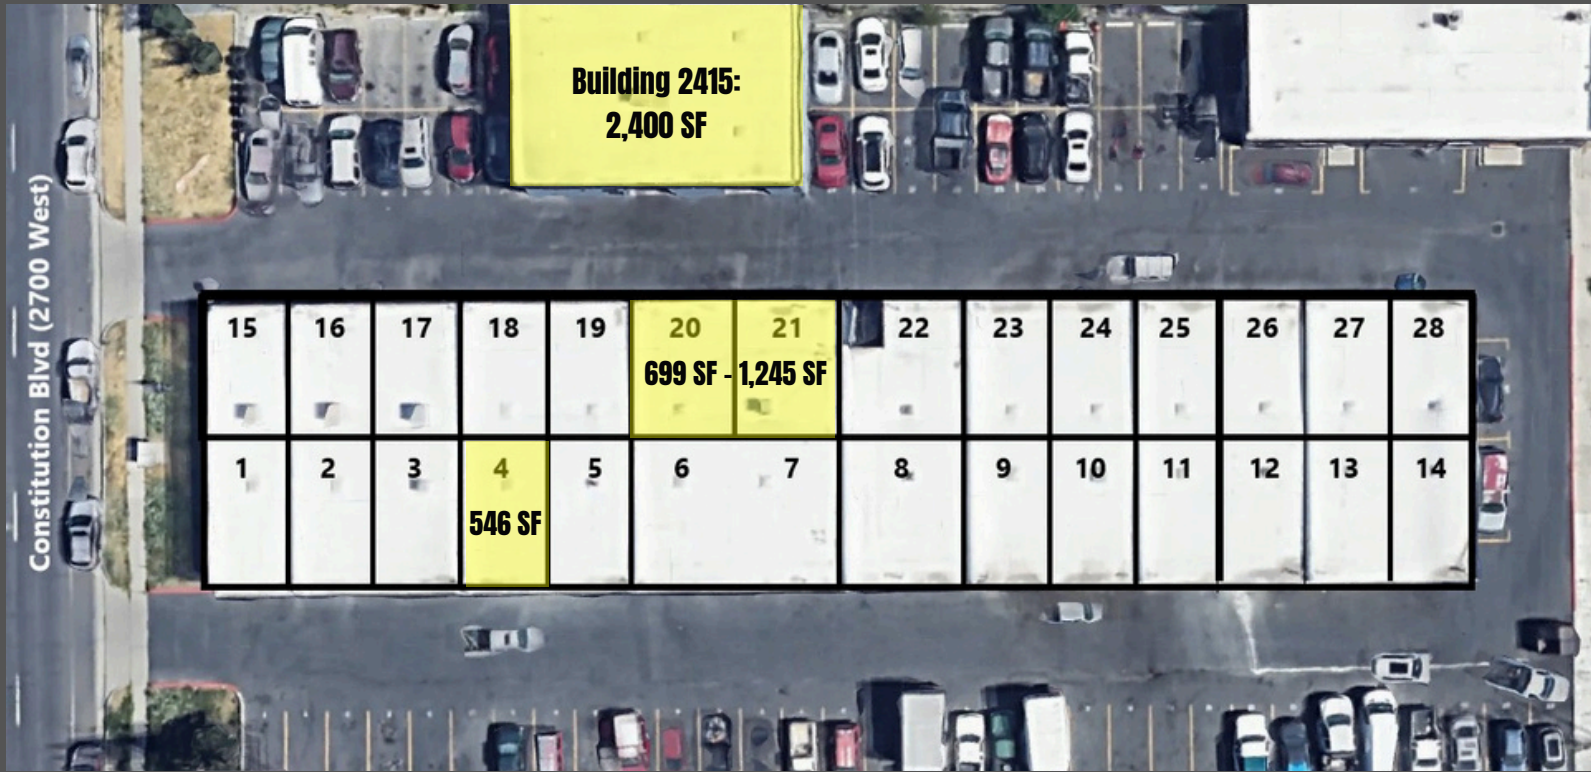 Building 2415:
2,400 SF
Constitution Blvd (2700 West)
15 16 17 18 19 20 21 22 23 24 25 26 27 28
699 SF - 1,245 SF
1 2 3 4 5 6 7 8 9 10 11 12 13 14
546 SF